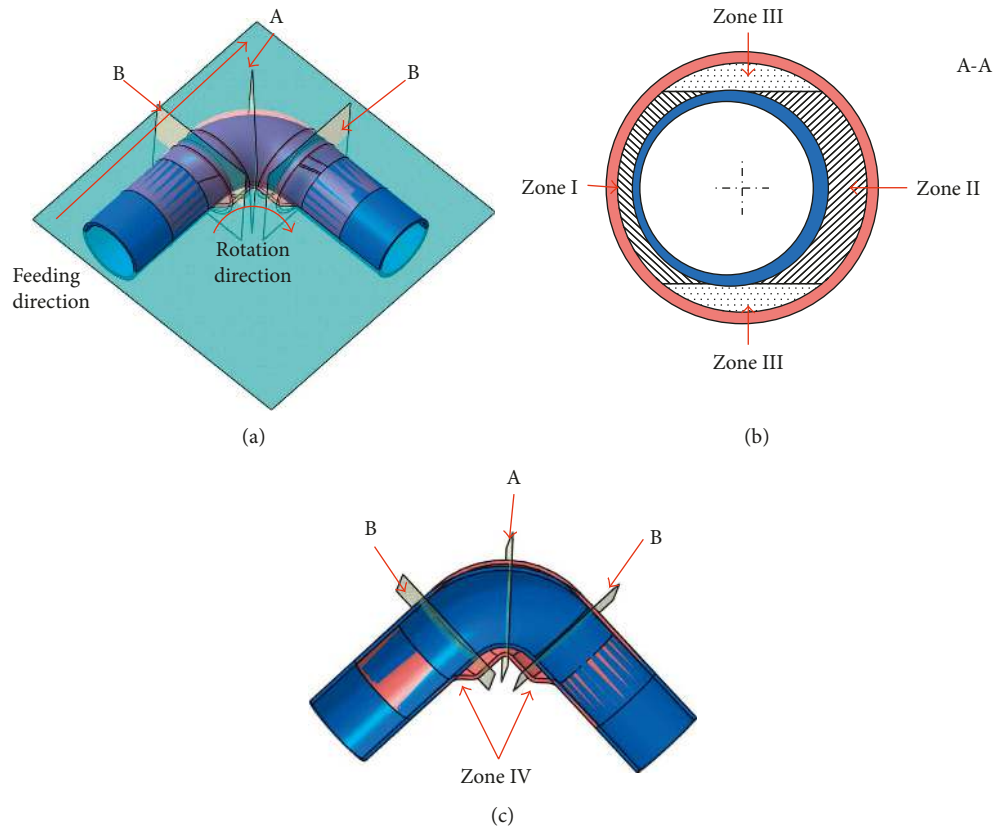 A
B
B
Feeding
direction
Rotation
direction
(a)
Zone III
A-A
Zone I
Zone II
Zone III
(b)
A
B
B
Zone IV
(c)